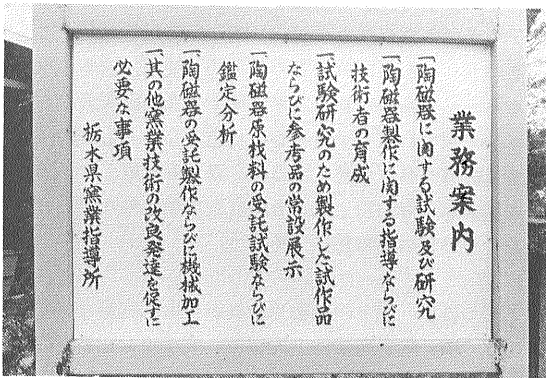 業務案内
一、陶磁器に関する試験及び研究
一、陶磁器製作に関する指導ならびに
技術者の育成
一、試験研究のため製作した試作品
ならびに参考品の常設展示
一、陶磁器原材料の受託試験ならびに
鑑定分析
一、陶磁器の受託製作ならびに機械加工
一、其の他窯業技術の改良発達を促すに
必要な事項
栃木県窯業指導所